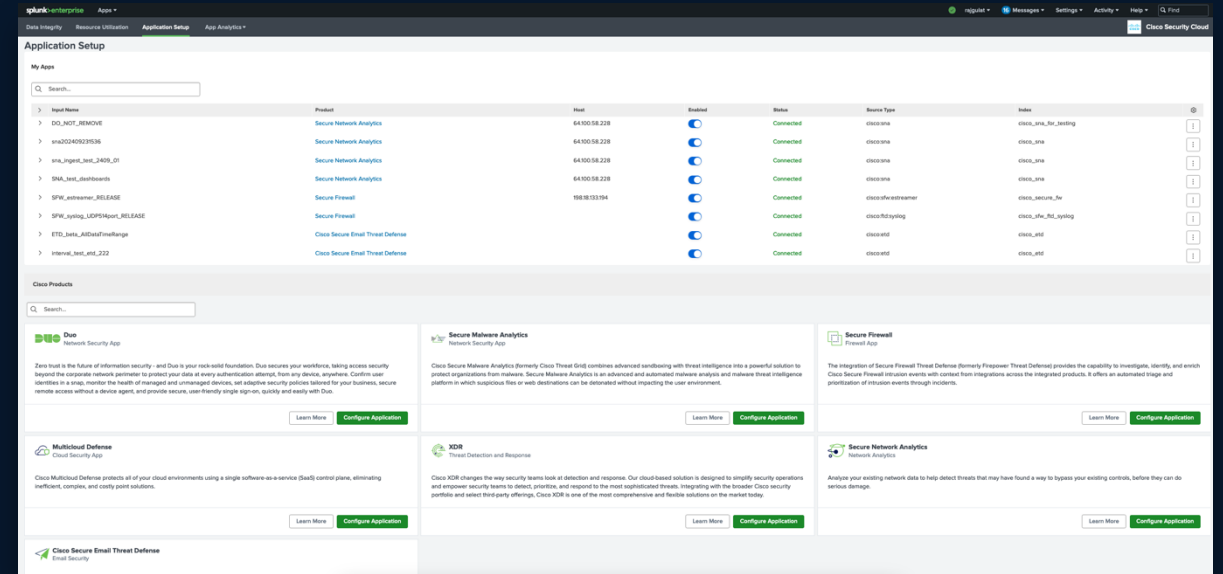 splunk>enterprise Apps ▾ rajgulat ▾ 16 Messages ▾ Settings ▾ Activity ▾ Help ▾ Find
Data Integrity Resource Utilization Application Setup App Analytics ▾ Cisco Security Cloud
Application Setup
My Apps
Search...
Input Name Product Host Enabled Status Source Type Index
DO_NOT_REMOVE Secure Network Analytics 64.100.58.228 Connected cisco:sna cisco_sna_for_testing
sna202409231536 Secure Network Analytics 64.100.58.228 Connected cisco:sna cisco_sna
sna_ingest_test_2409_01 Secure Network Analytics 64.100.58.228 Connected cisco:sna cisco_sna
SNA_test_dashboards Secure Network Analytics 64.100.58.228 Connected cisco:sna cisco_sna
SFW_estreamer_RELEASE Secure Firewall 198.18.133.194 Connected cisco:sfw:estreamer cisco_secure_fw
SFW_syslog_UDP514port_RELEASE Secure Firewall Connected cisco:ftd:syslog cisco_sfw_ftd_syslog
ETD_beta_AllDataTimeRange Cisco Secure Email Threat Defense Connected cisco:etd cisco_etd
interval_test_etd_222 Cisco Secure Email Threat Defense Connected cisco:etd cisco_etd
Cisco Products
Search...
DUO Duo
Network Security App
Zero trust is the future of information security - and Duo is your rock-solid foundation. Duo secures your workforce, taking access security
beyond the corporate network perimeter to protect your data at every authentication attempt, from any device, anywhere. Confirm user
identities in a snap, monitor the health of managed and unmanaged devices, set adaptive security policies tailored for your business, secure
remote access without a device agent, and provide secure, user-friendly single sign-on, quickly and easily with Duo.
Learn More Configure Application
Secure Malware Analytics
Network Security App
Cisco Secure Malware Analytics (formerly Cisco Threat Grid) combines advanced sandboxing with threat intelligence into a powerful solution to
protect organizations from malware. Secure Malware Analytics is an advanced and automated malware analysis and malware threat intelligence
platform in which suspicious files or web destinations can be detonated without impacting the user environment.
Learn More Configure Application
Secure Firewall
Firewall App
The integration of Secure Firewall Threat Defense (formerly Firepower Threat Defense) provides the capability to investigate, identify, and enrich
Cisco Secure Firewall intrusion events with context from integrations across the integrated products. It offers an automated triage and
prioritization of intrusion events through incidents.
Learn More Configure Application
Multicloud Defense
Cloud Security App
Cisco Multicloud Defense protects all of your cloud environments using a single software-as-a-service (SaaS) control plane, eliminating
inefficient, complex, and costly point solutions.
Learn More Configure Application
XDR
Threat Detection and Response
Cisco XDR changes the way security teams look at detection and response. Our cloud-based solution is designed to simplify security operations
and empower security teams to detect, prioritize, and respond to the most sophisticated threats. Integrating with the broader Cisco security
portfolio and select third-party offerings, Cisco XDR is one of the most comprehensive and flexible solutions on the market today.
Learn More Configure Application
Secure Network Analytics
Network Analytics
Analyze your existing network data to help detect threats that may have found a way to bypass your existing controls, before they can do
serious damage.
Learn More Configure Application
Cisco Secure Email Threat Defense
Email Security